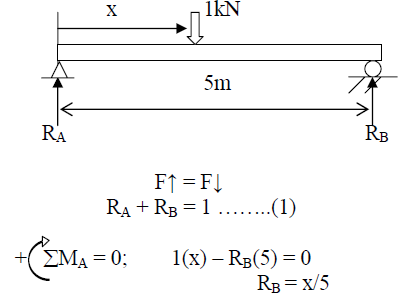 x 1kN
5m
RA RB
F↑ = F↓
RA + RB = 1 ........(1)
+ ∑MA = 0; 1(x) – RB(5) = 0
RB = x/5